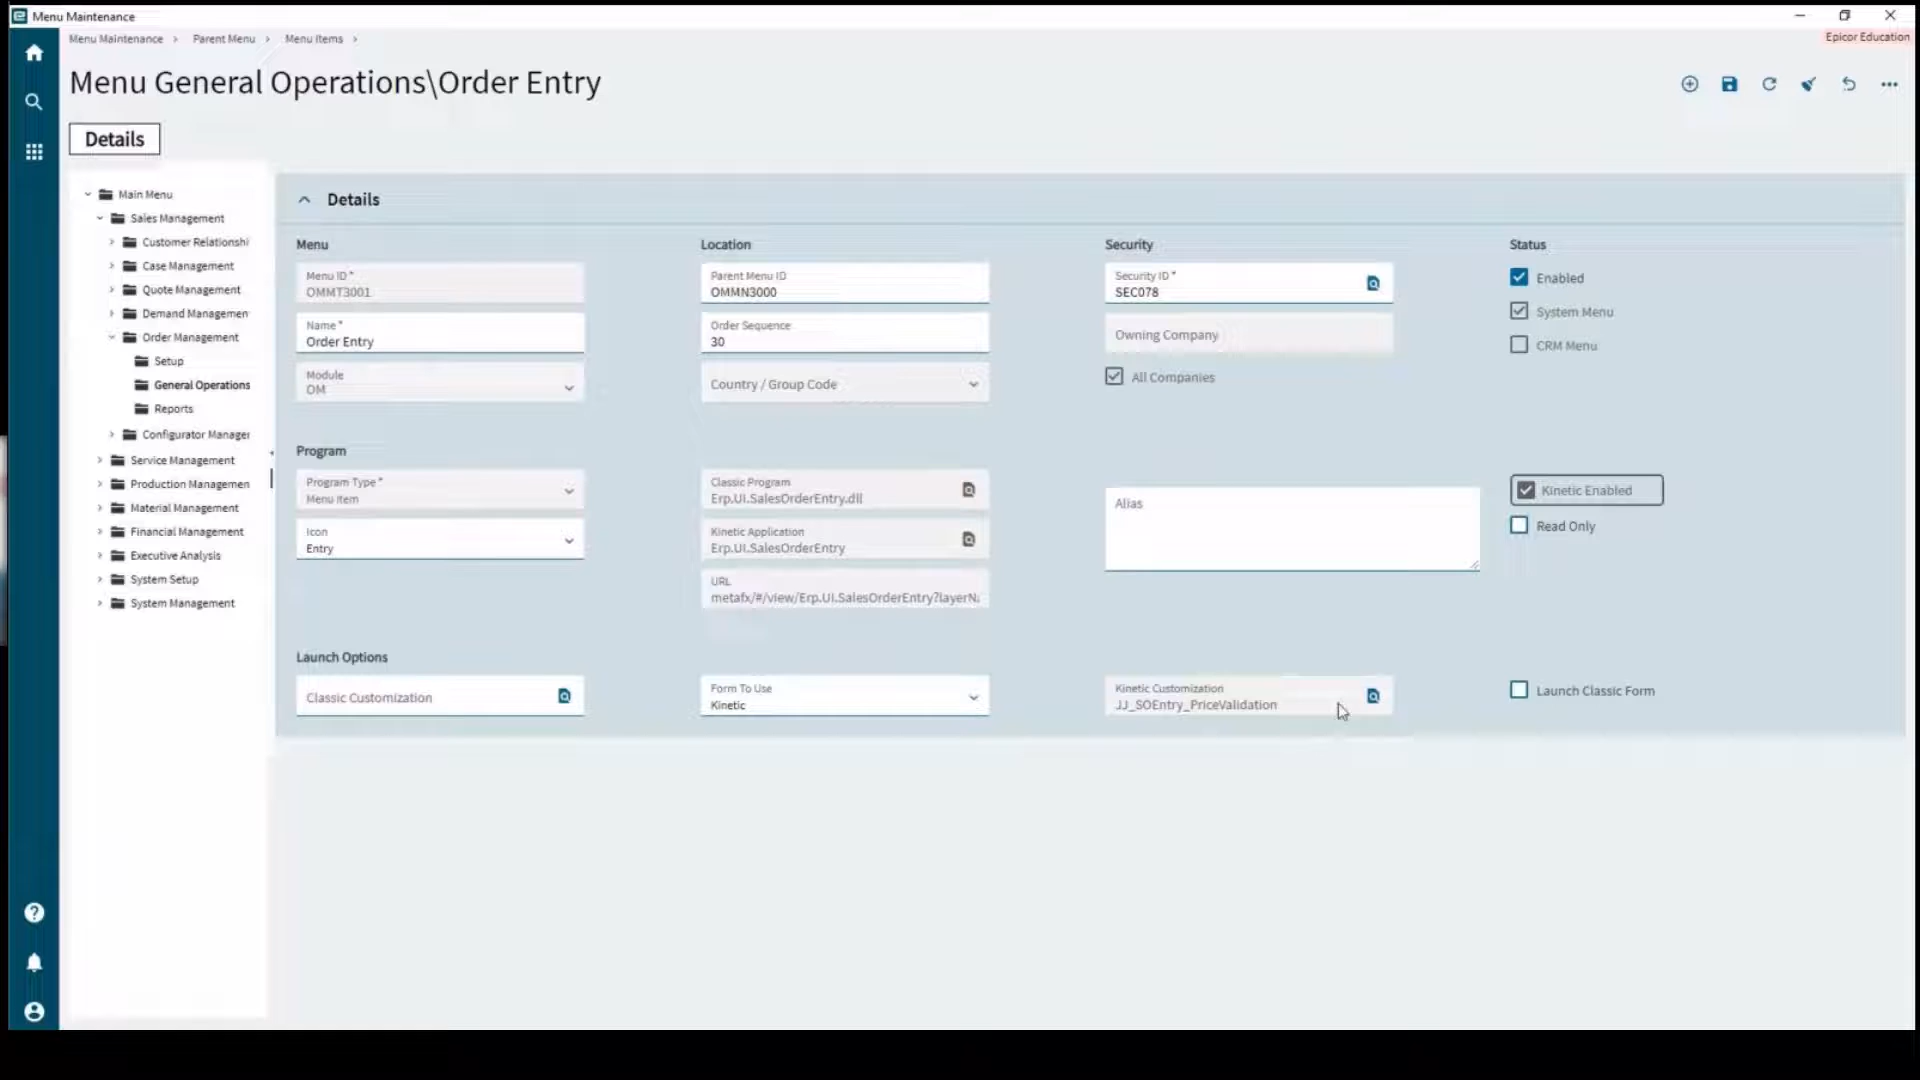 Menu Maintenance
Menu Maintenance > Parent Menu > Menu Items >
Epicor Education
Menu General Operations\Order Entry
Details
Main Menu
Sales Management
Customer Relationshi
Case Management
Quote Management
Demand Managemen
Order Management
Setup
General Operations
Reports
Configurator Manager
Service Management
Production Managemen
Material Management
Financial Management
Executive Analysis
System Setup
System Management
Details
Menu
Menu ID *
OMMT3001
Name *
Order Entry
Module
OM
Location
Parent Menu ID
OMMN3000
Order Sequence
30
Country / Group Code
Security
Security ID *
SEC078
Owning Company
All Companies
Status
Enabled
System Menu
CRM Menu
Program
Program Type *
Menu Item
Icon
Entry
Classic Program
Erp.UI.SalesOrderEntry.dll
Kinetic Application
Erp.UI.SalesOrderEntry
URL
metafx/#/view/Erp.UI.SalesOrderEntry?layerNa
Alias
Kinetic Enabled
Read Only
Launch Options
Classic Customization
Form To Use
Kinetic
Kinetic Customization
JJ_SOEntry_PriceValidation
Launch Classic Form